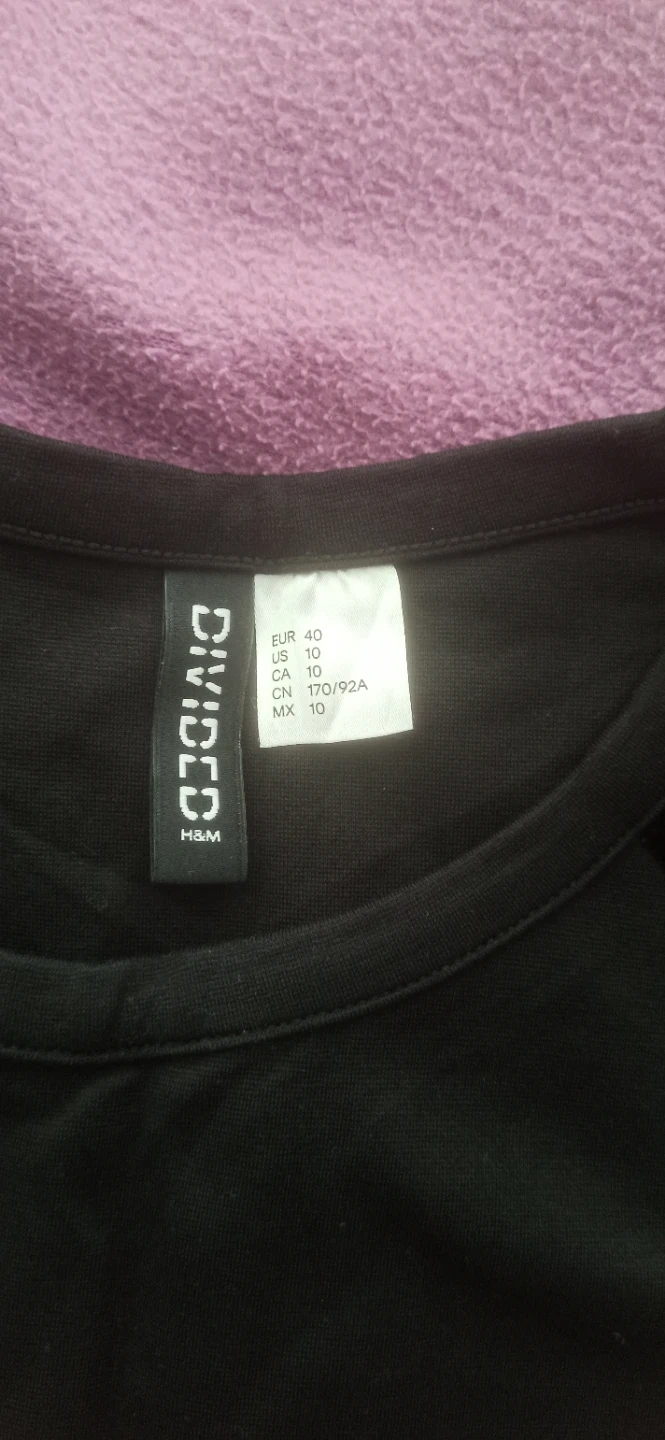 DIVIDED
H&M
EUR 40
US 10
CA 10
CN 170/92A
MX 10